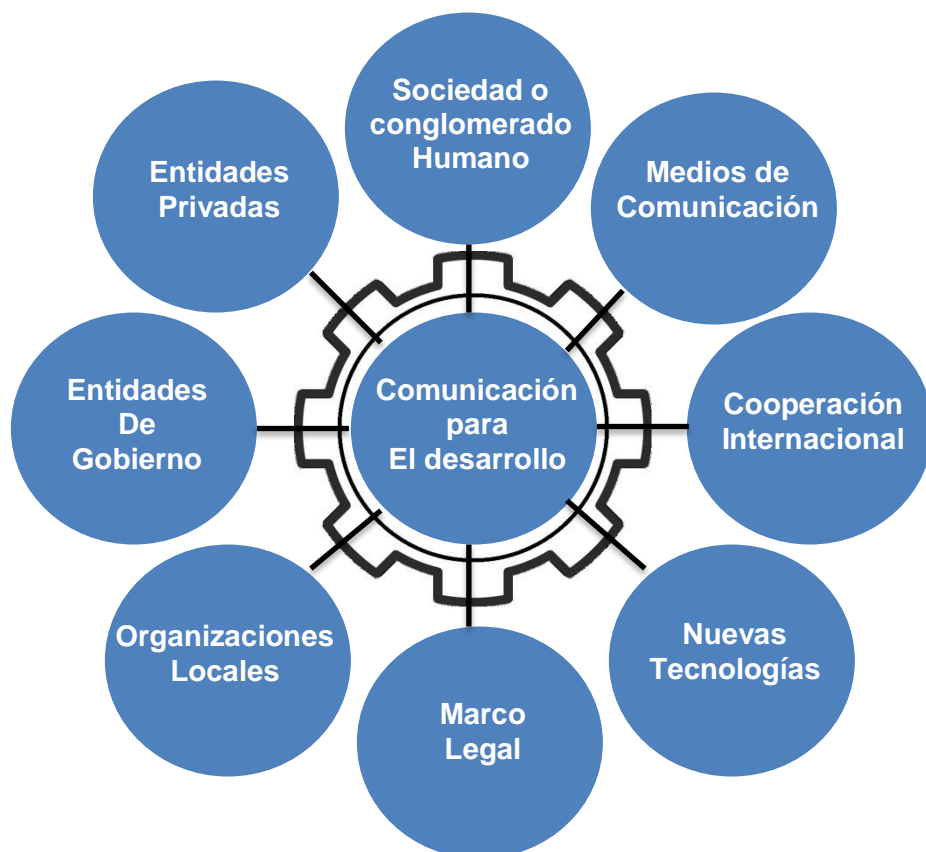 Sociedad o
conglomerado
Humano
Entidades
Privadas
Medios de
Comunicación
Entidades
De
Gobierno
Comunicación
para
El desarrollo
Cooperación
Internacional
Organizaciones
Locales
Nuevas
Tecnologías
Marco
Legal